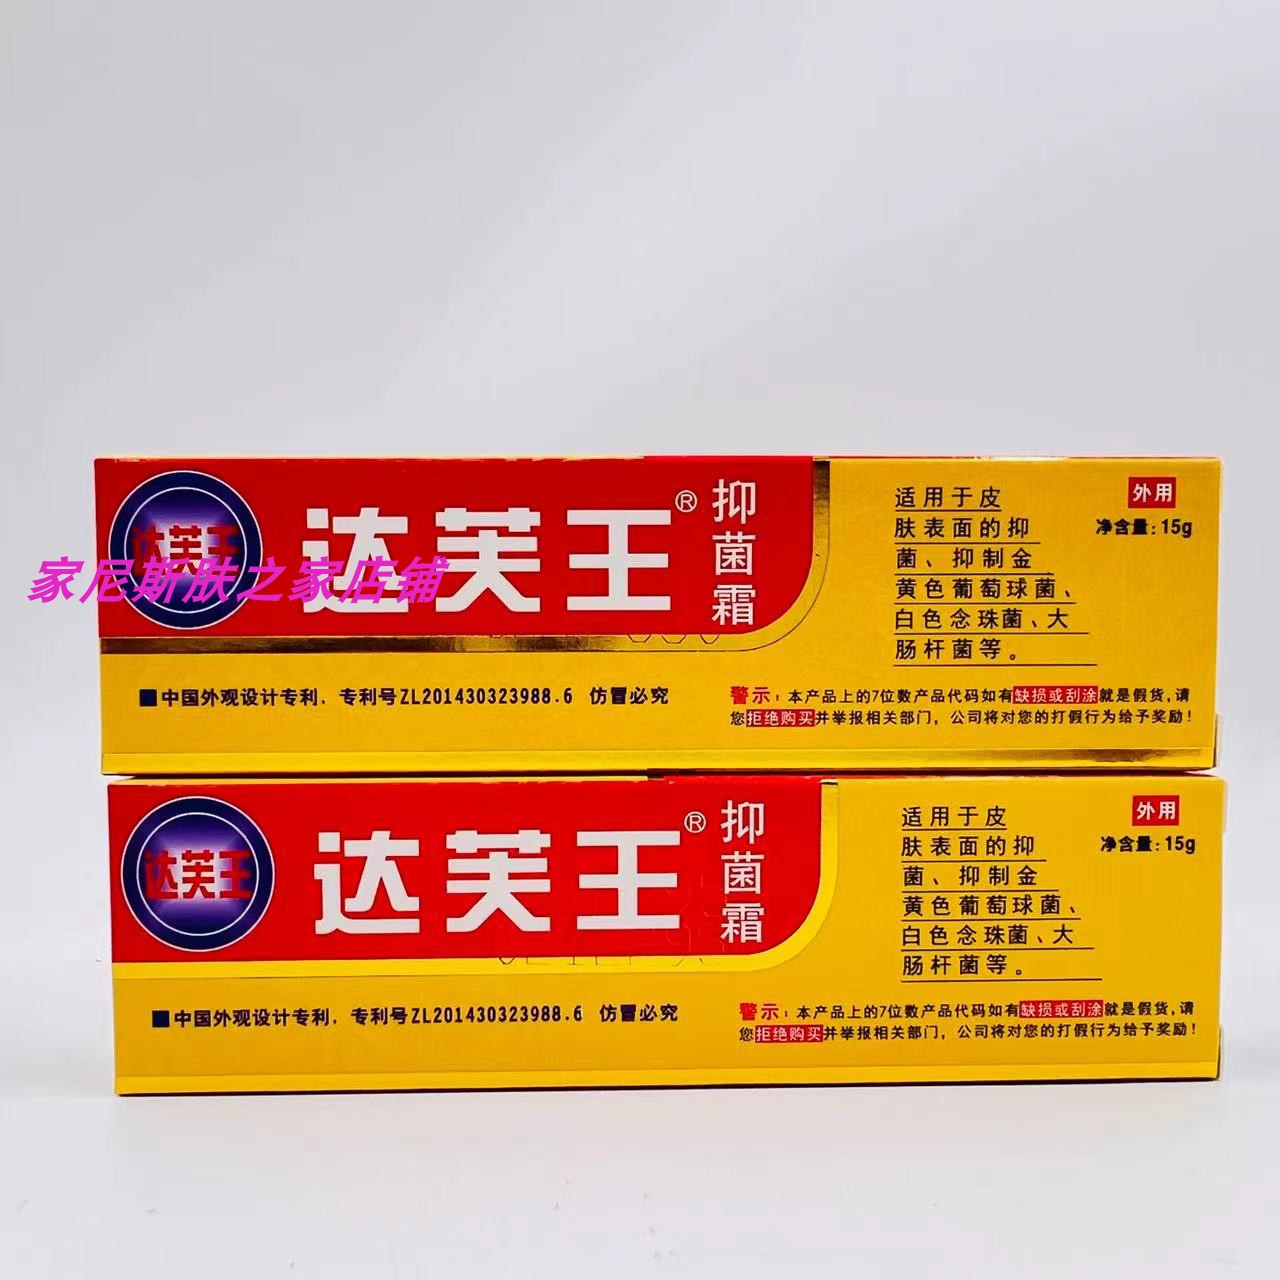 达芙王
家尼斯肤之家店铺
达芙王®
抑菌霜
适用于皮
肤表面的抑
菌、抑制金
黄色葡萄球菌、
白色念珠菌、大
肠杆菌等。
外用
净含量:15g
■中国外观设计专利，专利号ZL201430323988.6 仿冒必究
警示：本产品上的7位数产品代码如有缺损或刮涂就是假货，请
您拒绝购买并举报相关部门，公司将对您的打假行为给予奖励！
达芙王
达芙王®
抑菌霜
适用于皮
肤表面的抑
菌、抑制金
黄色葡萄球菌、
白色念珠菌、大
肠杆菌等。
外用
净含量:15g
■中国外观设计专利，专利号ZL201430323988.6 仿冒必究
警示：本产品上的7位数产品代码如有缺损或刮涂就是假货，请
您拒绝购买并举报相关部门，公司将对您的打假行为给予奖励！